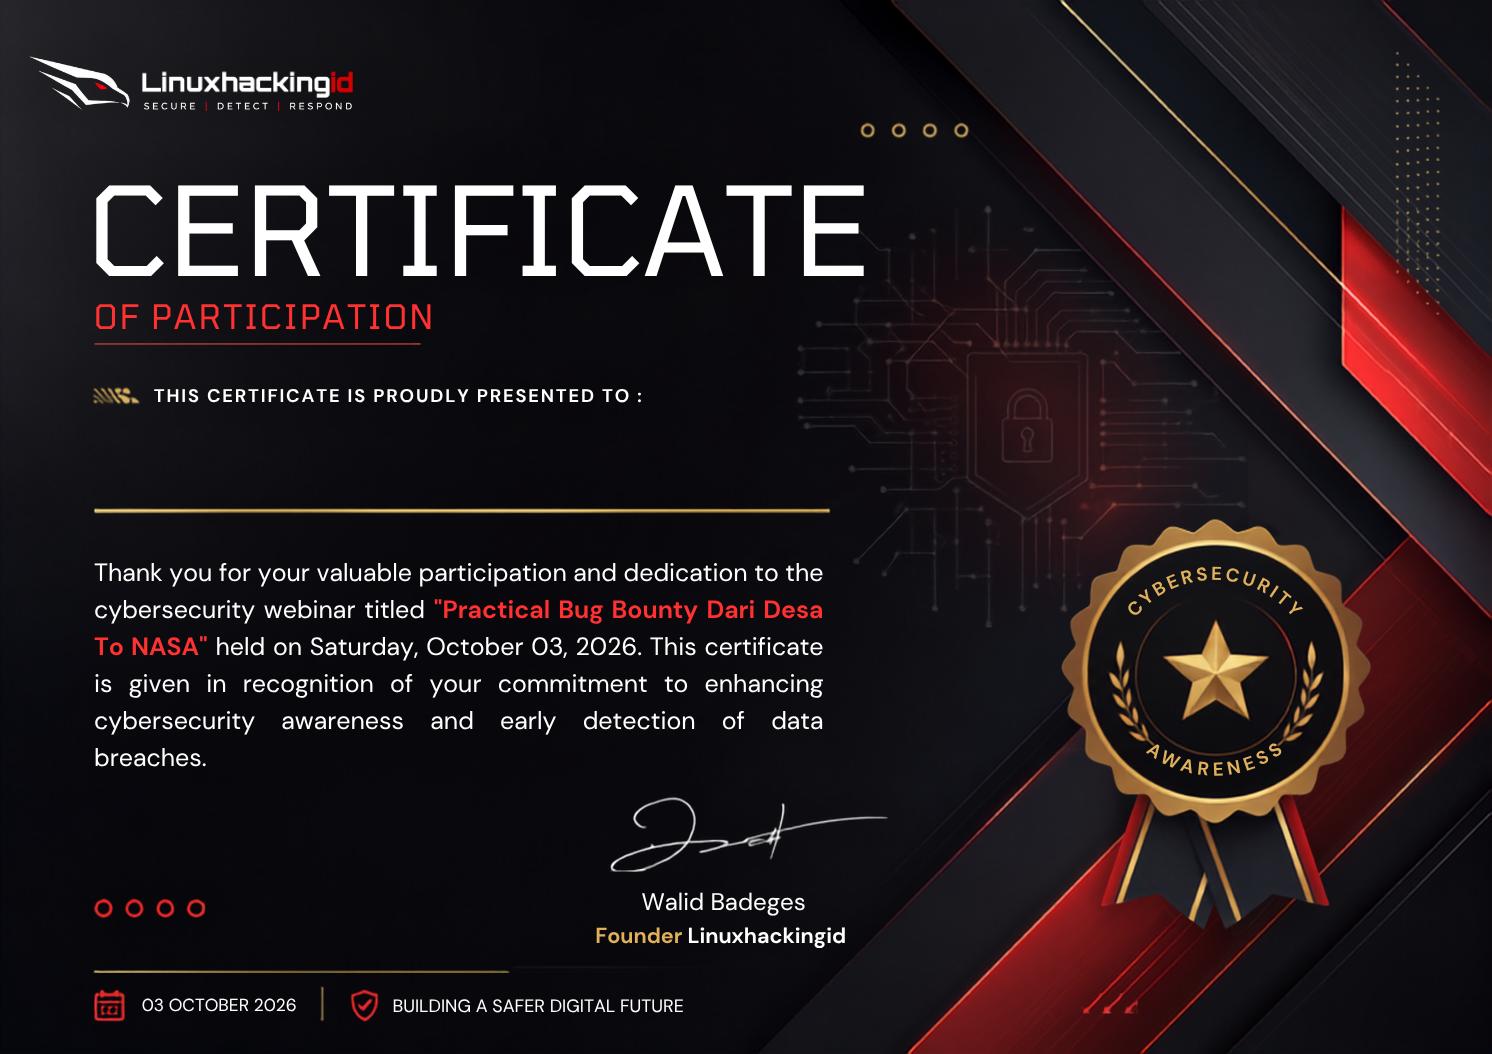 Linuxhackingid
SECURE | DETECT | RESPOND
CERTIFICATE
OF PARTICIPATION
THIS CERTIFICATE IS PROUDLY PRESENTED TO :
Thank you for your valuable participation and dedication to the
cybersecurity webinar titled "Practical Bug Bounty Dari Desa
To NASA" held on Saturday, October 03, 2026. This certificate
is given in recognition of your commitment to enhancing
cybersecurity awareness and early detection of data
breaches.
CYBERSECURITY
AWARENESS
Walid Badeges
Founder Linuxhackingid
03 OCTOBER 2026
BUILDING A SAFER DIGITAL FUTURE